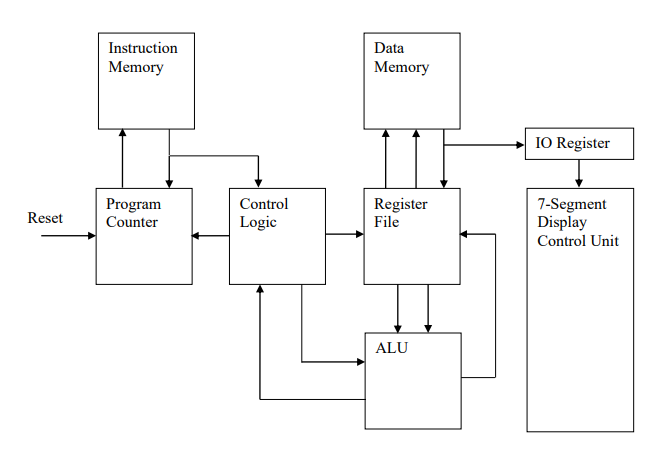 Instruction
Memory
Data
Memory
IO Register
Reset
Program
Counter
Control
Logic
Register
File
7-Segment
Display
Control Unit
ALU